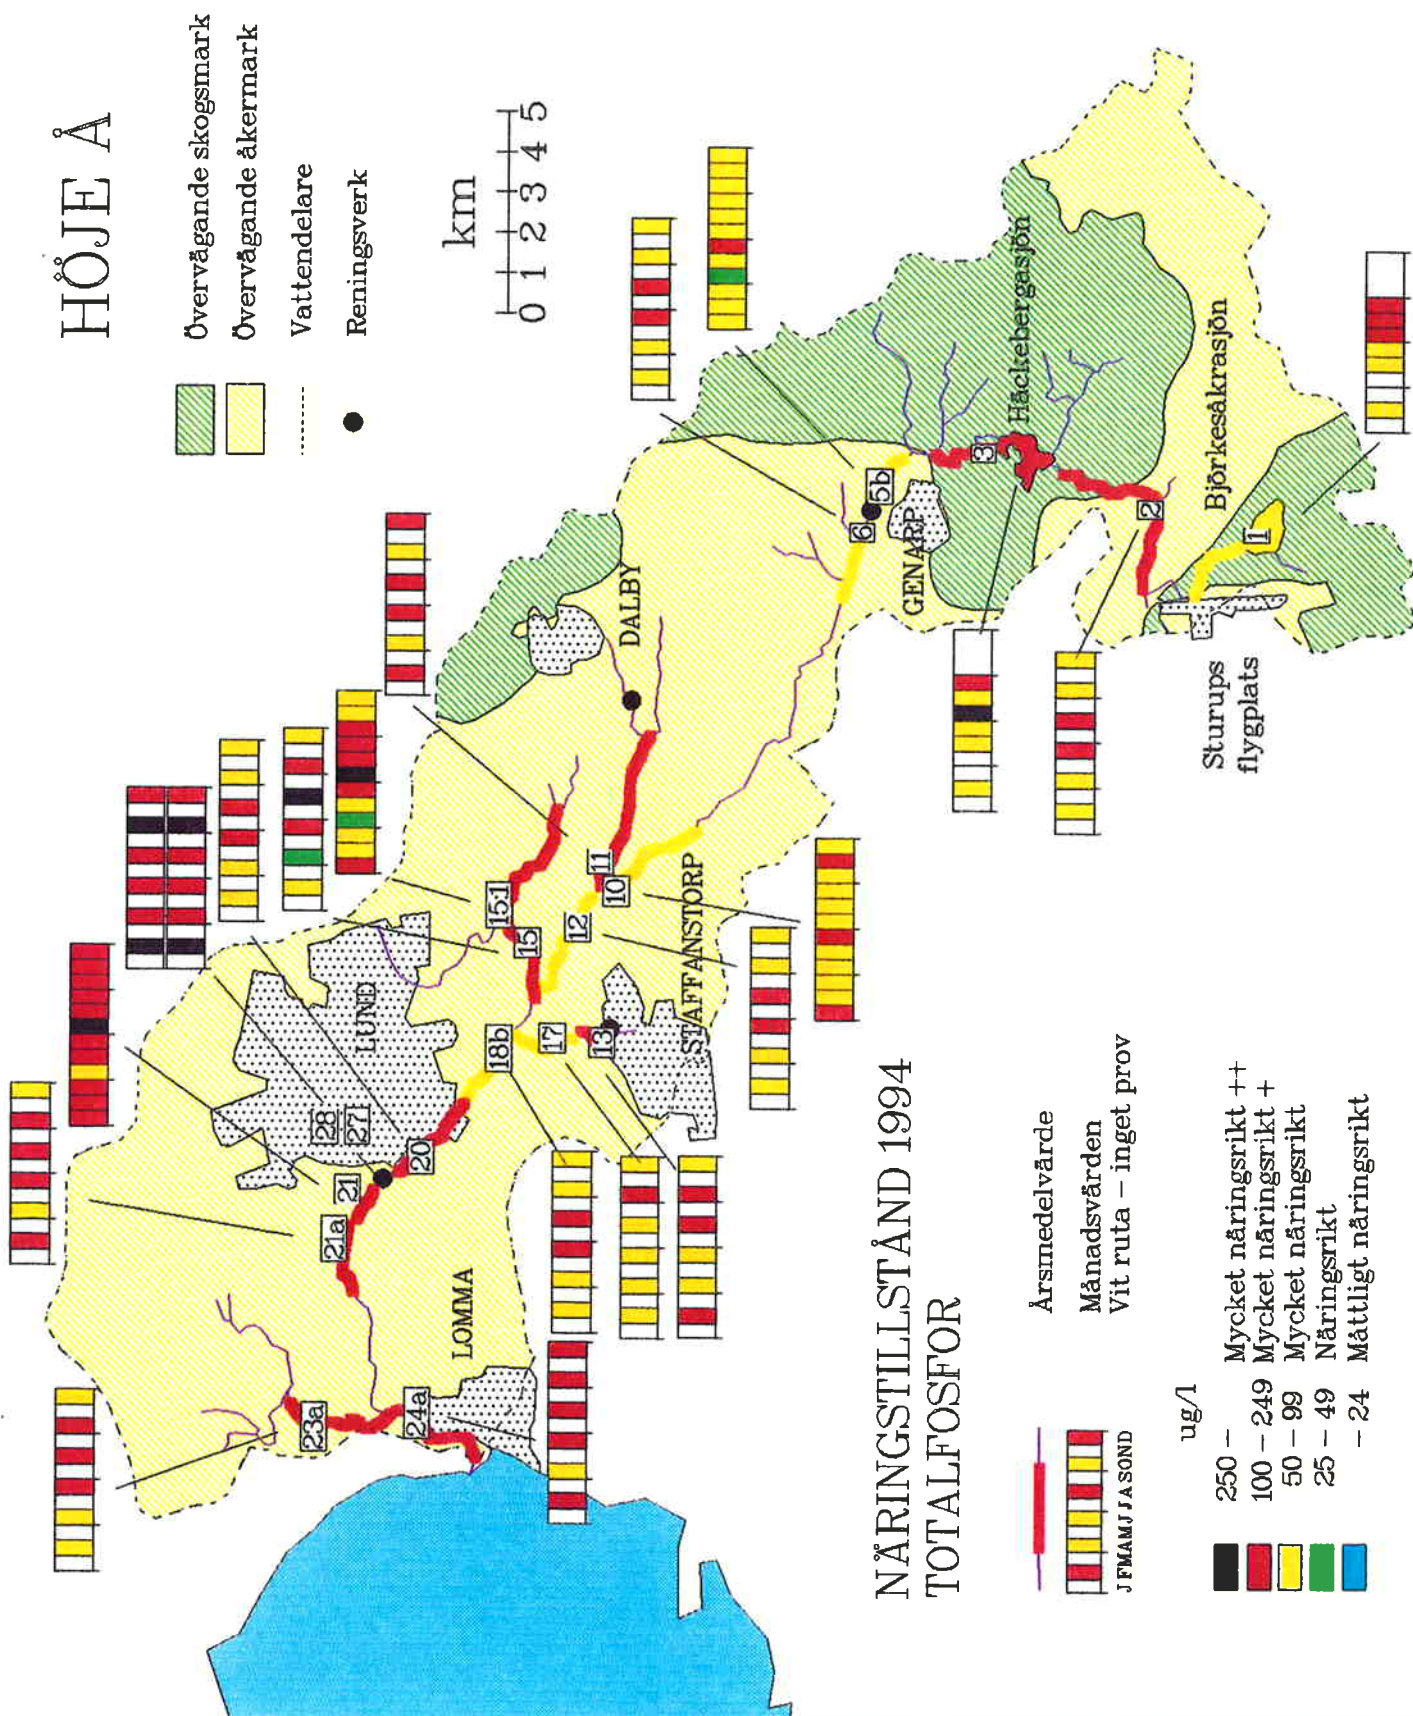 HÖJE Å
Övervägande skogsmark
Övervägande åkermark
Vattendelare
Reningsverk
km
0 1 2 3 4 5
Häckebergasjön
Björkesåkrasjön
GENARP
DALBY
Sturups
flygplats
LUND
STAFFANSTORP
LOMMA
1
2
3
5b
6
10
11
12
13
15:1
15
17
18b
20
21
21a
23a
24a
27
28
NÄRINGSTILLSTÅND 1994
TOTALFOSFOR
Årsmedelvärde
Månadsvärden
Vit ruta – inget prov
JFMAMJJASOND
ug/l
250 – Mycket näringsrikt ++
100 – 249 Mycket näringsrikt +
50 – 99 Mycket näringsrikt
25 – 49 Näringsrikt
– 24 Måttligt näringsrikt